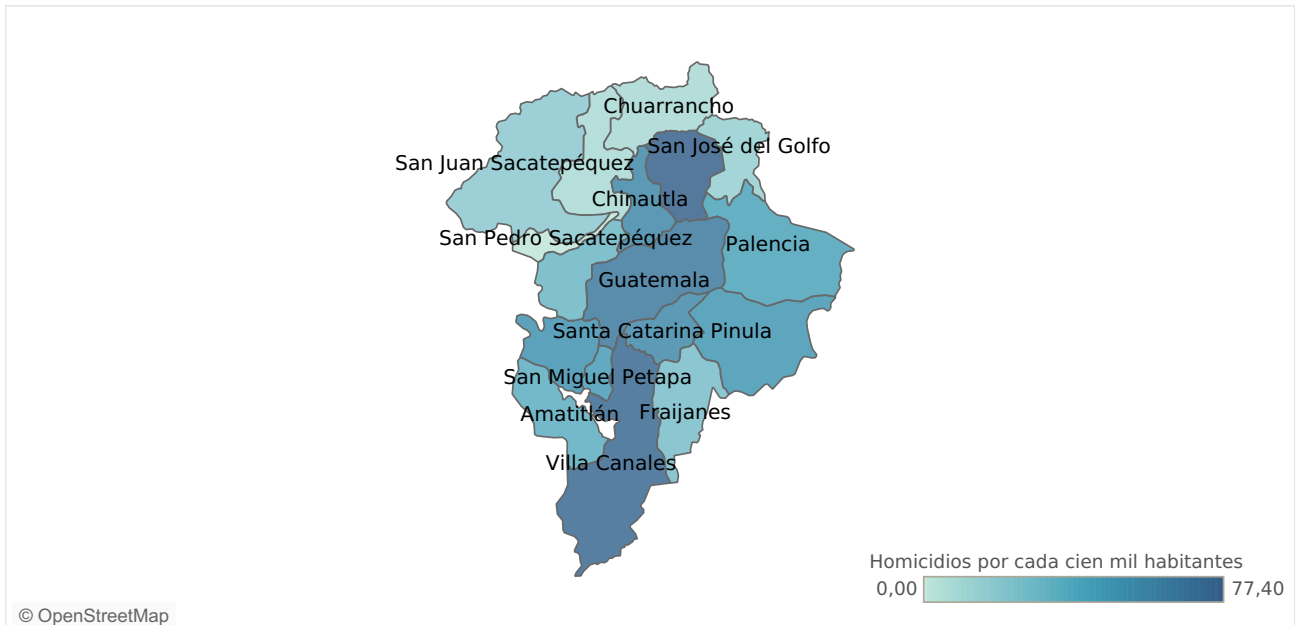 Chuarrancho
San José del Golfo
San Juan Sacatepéquez
Chinautla
San Pedro Sacatepéquez
Palencia
Guatemala
Santa Catarina Pinula
San Miguel Petapa
Amatitlán
Fraijanes
Villa Canales
Homicidios por cada cien mil habitantes
0,00
77,40
© OpenStreetMap